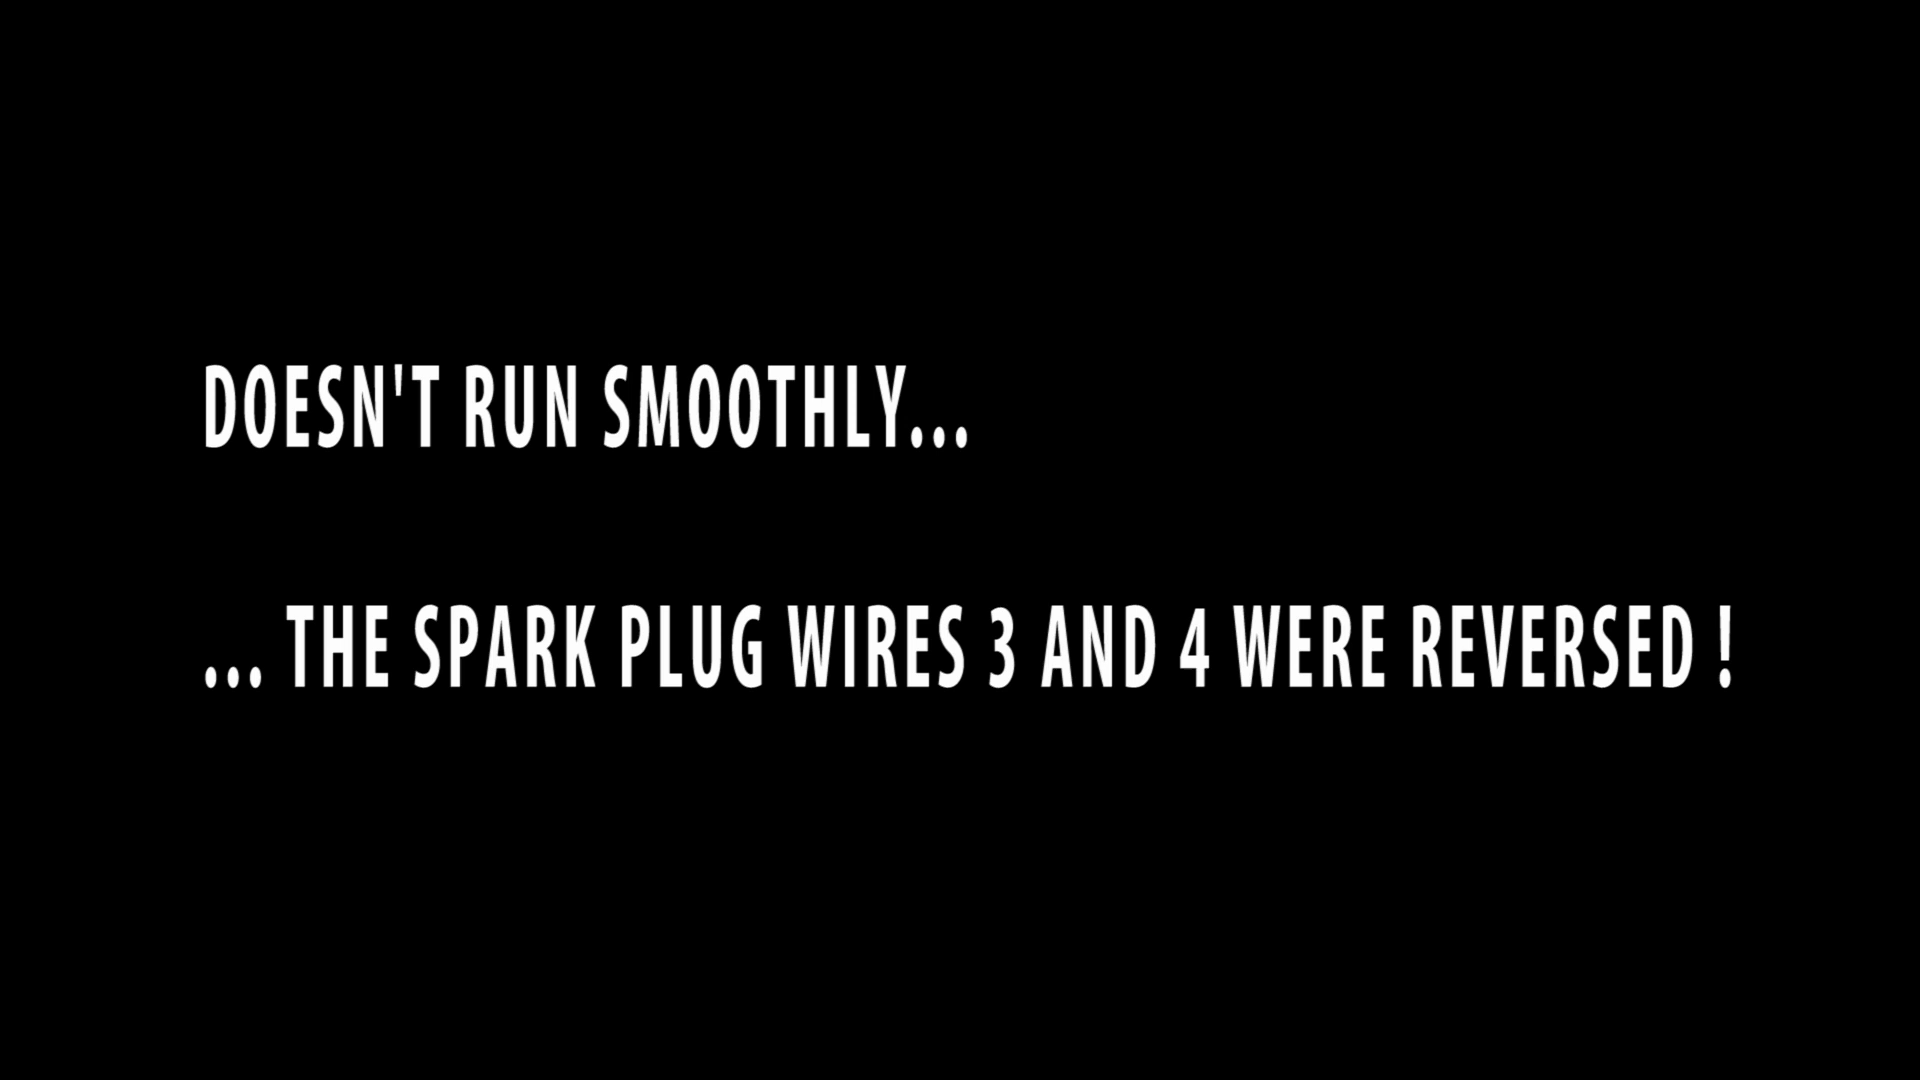 DOESN'T RUN SMOOTHLY...
... THE SPARK PLUG WIRES 3 AND 4 WERE REVERSED !